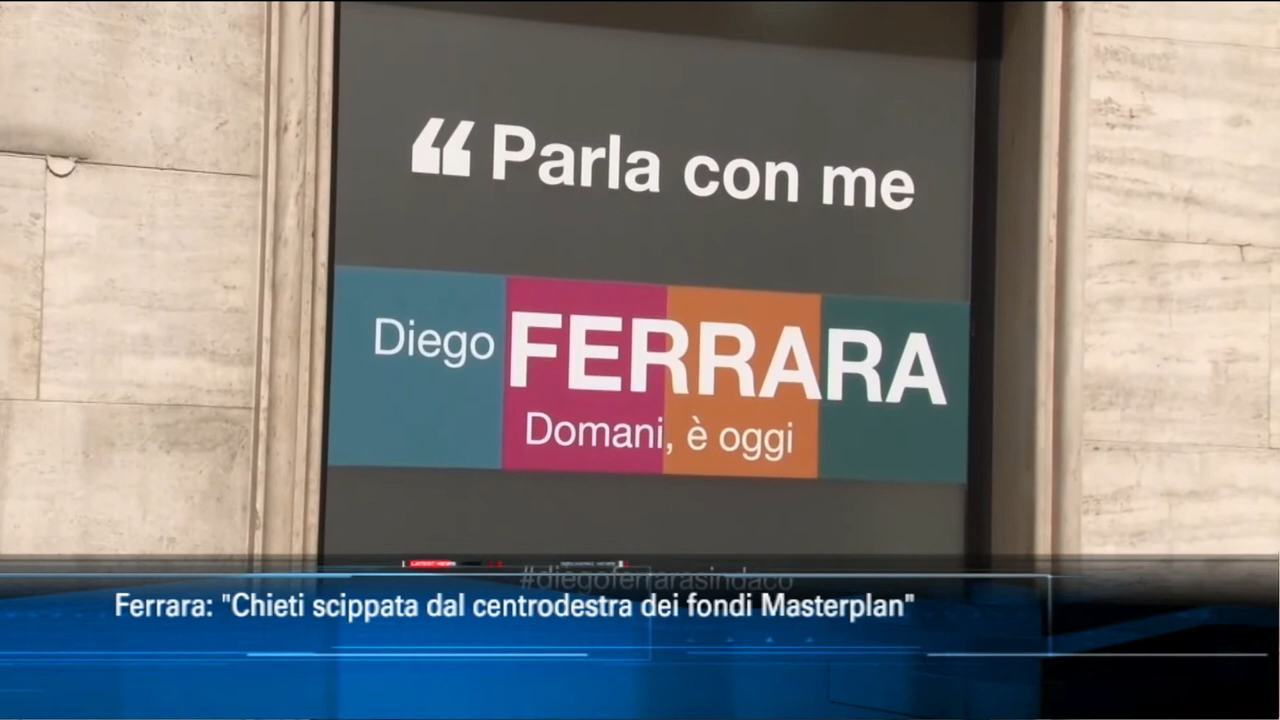 “ Parla con me
Diego FERRARA
Domani, è oggi
#diegoferrarasindaco
Ferrara: "Chieti scippata dal centrodestra dei fondi Masterplan"